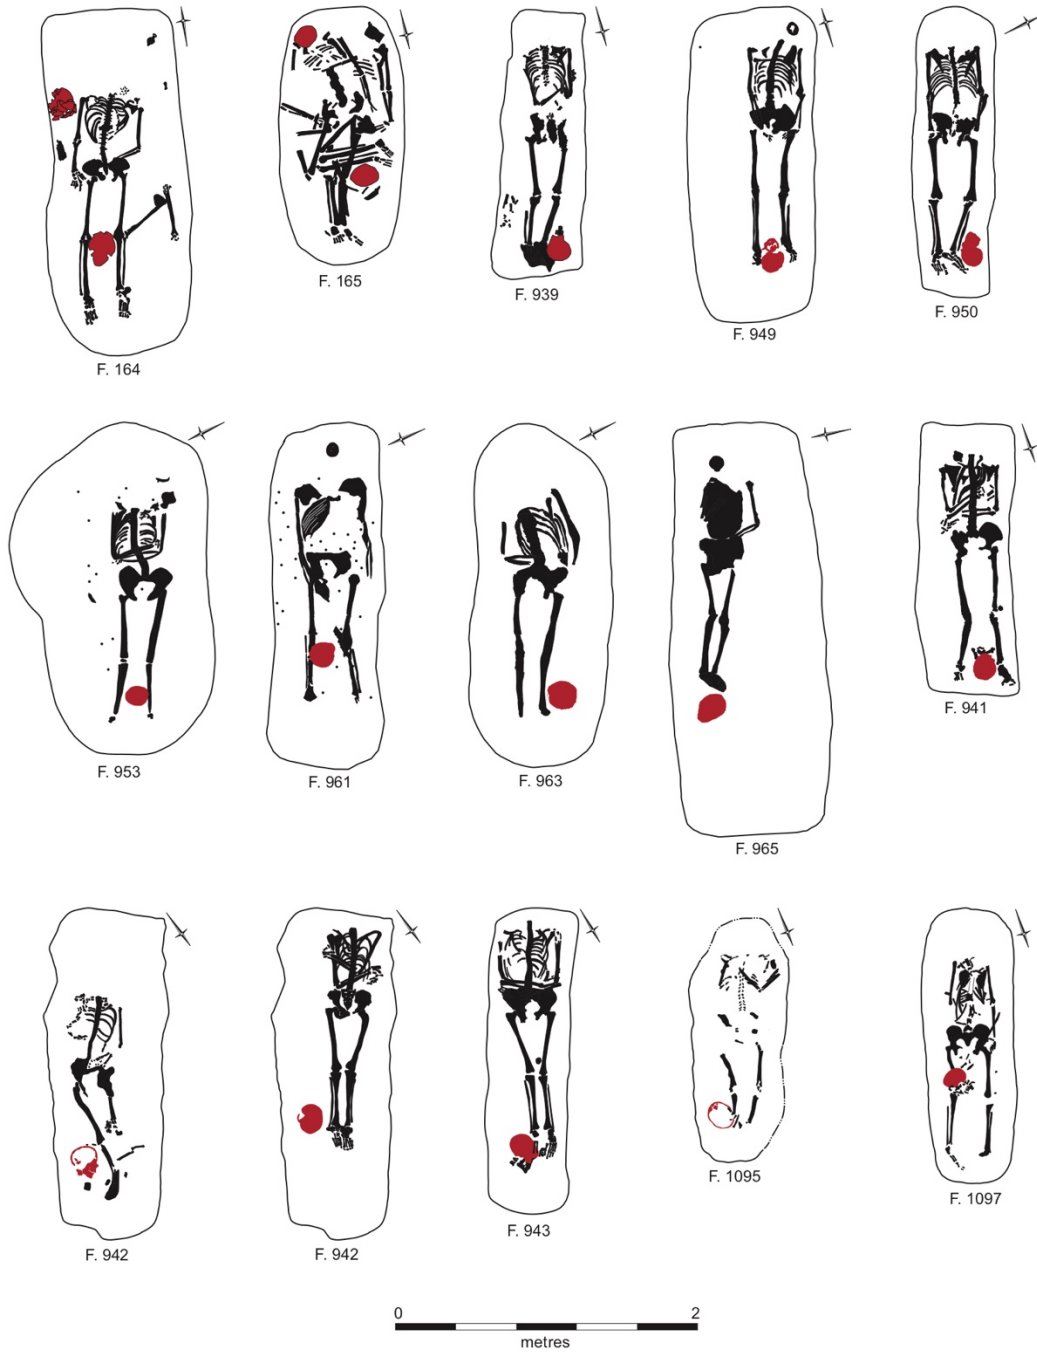 F. 164
F. 165
F. 939
F. 949
F. 950
F. 953
F. 961
F. 963
F. 965
F. 941
F. 942
F. 942
F. 943
F. 1095
F. 1097
0 2
metres